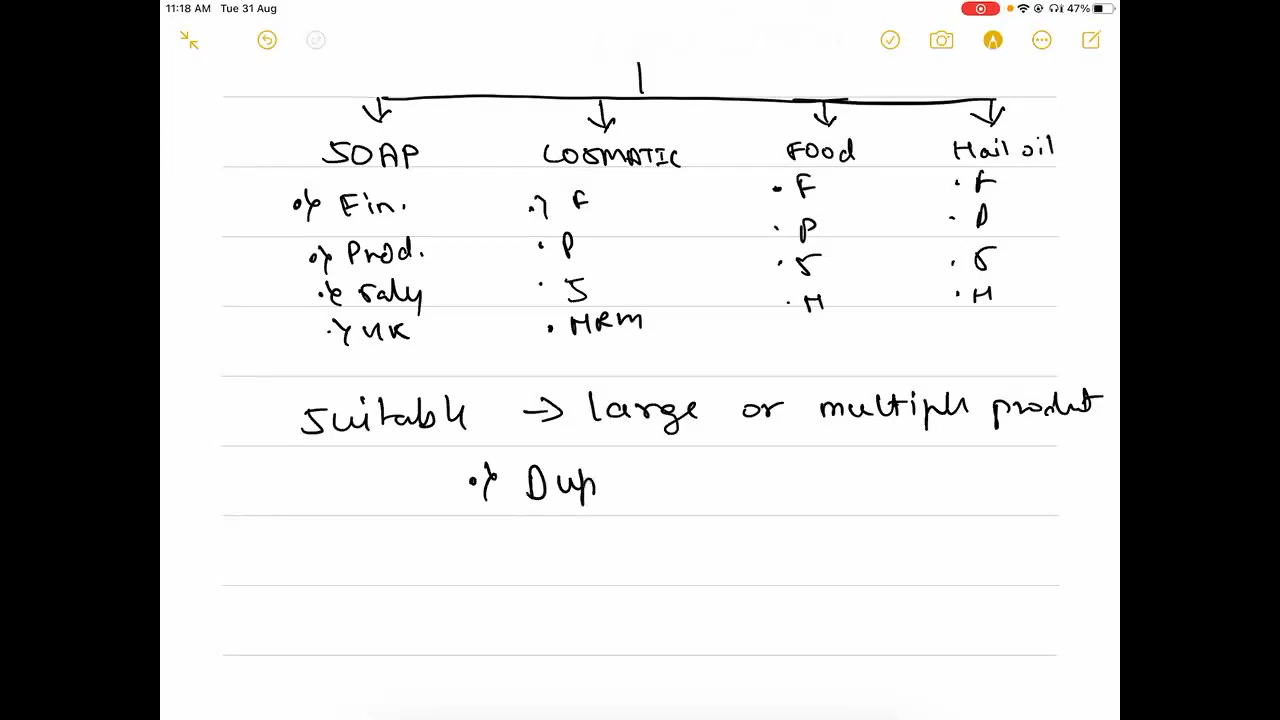 11:18 AM Tue 31 Aug 47%
SOAP COSMATIC Food Hail oil
Fin. F F F
Prod. P P P
Saly S S S
HR HRM H H
Suitable → large or multiple product
Dup